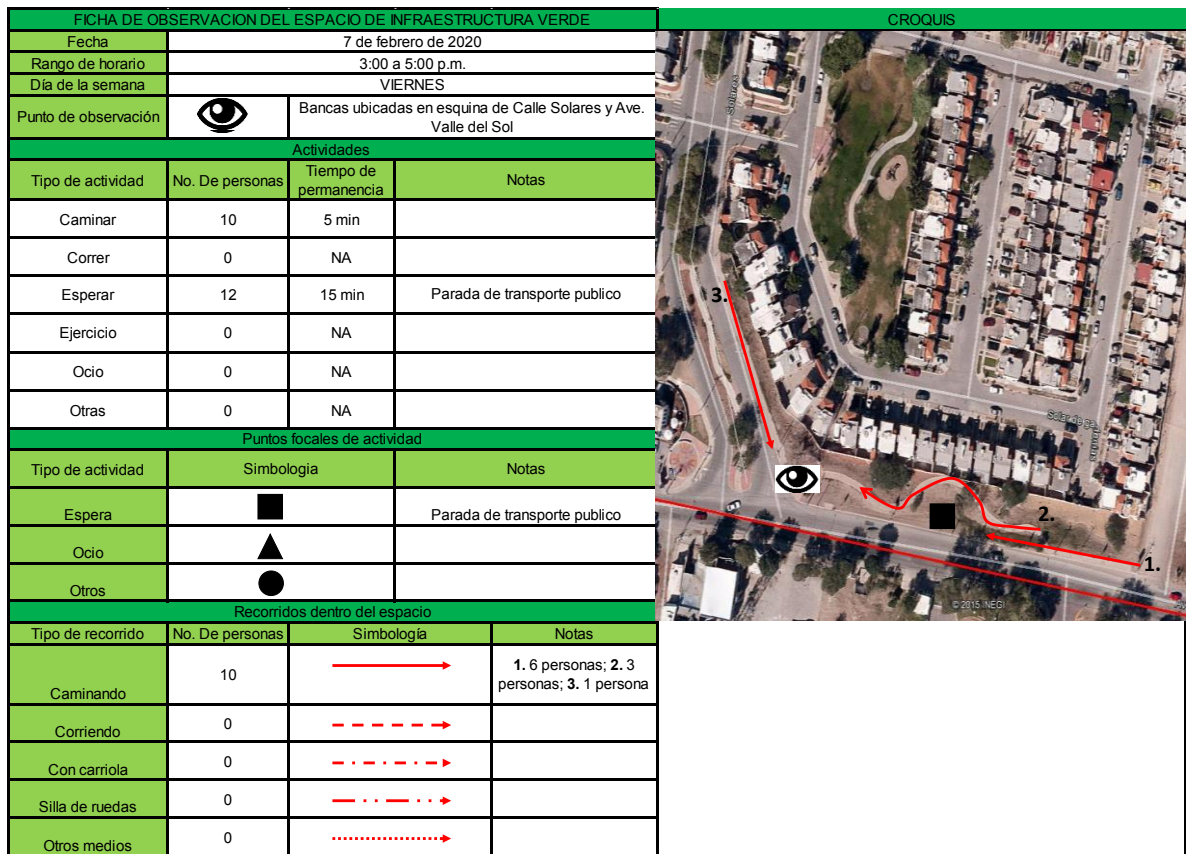 FICHA DE OBSERVACION DEL ESPACIO DE INFRAESTRUCTURA VERDE
Fecha
7 de febrero de 2020
Rango de horario
3:00 a 5:00 p.m.
Día de la semana
VIERNES
Punto de observación
Bancas ubicadas en esquina de Calle Solares y Ave.
Valle del Sol
Actividades
Tipo de actividad
No. De personas
Tiempo de
permanencia
Notas
Caminar
10
5 min
Correr
0
NA
Esperar
12
15 min
Parada de transporte publico
Ejercicio
0
NA
Ocio
0
NA
Otras
0
NA
Puntos focales de actividad
Tipo de actividad
Simbologia
Notas
Espera
Parada de transporte publico
Ocio
Otros
Recorridos dentro del espacio
Tipo de recorrido
No. De personas
Simbología
Notas
Caminando
10
1. 6 personas; 2. 3
personas; 3. 1 persona
Corriendo
0
Con carriola
0
Silla de ruedas
0
Otros medios
0
CROQUIS
Solares
3.
2.
1.
© 2015 INEGI